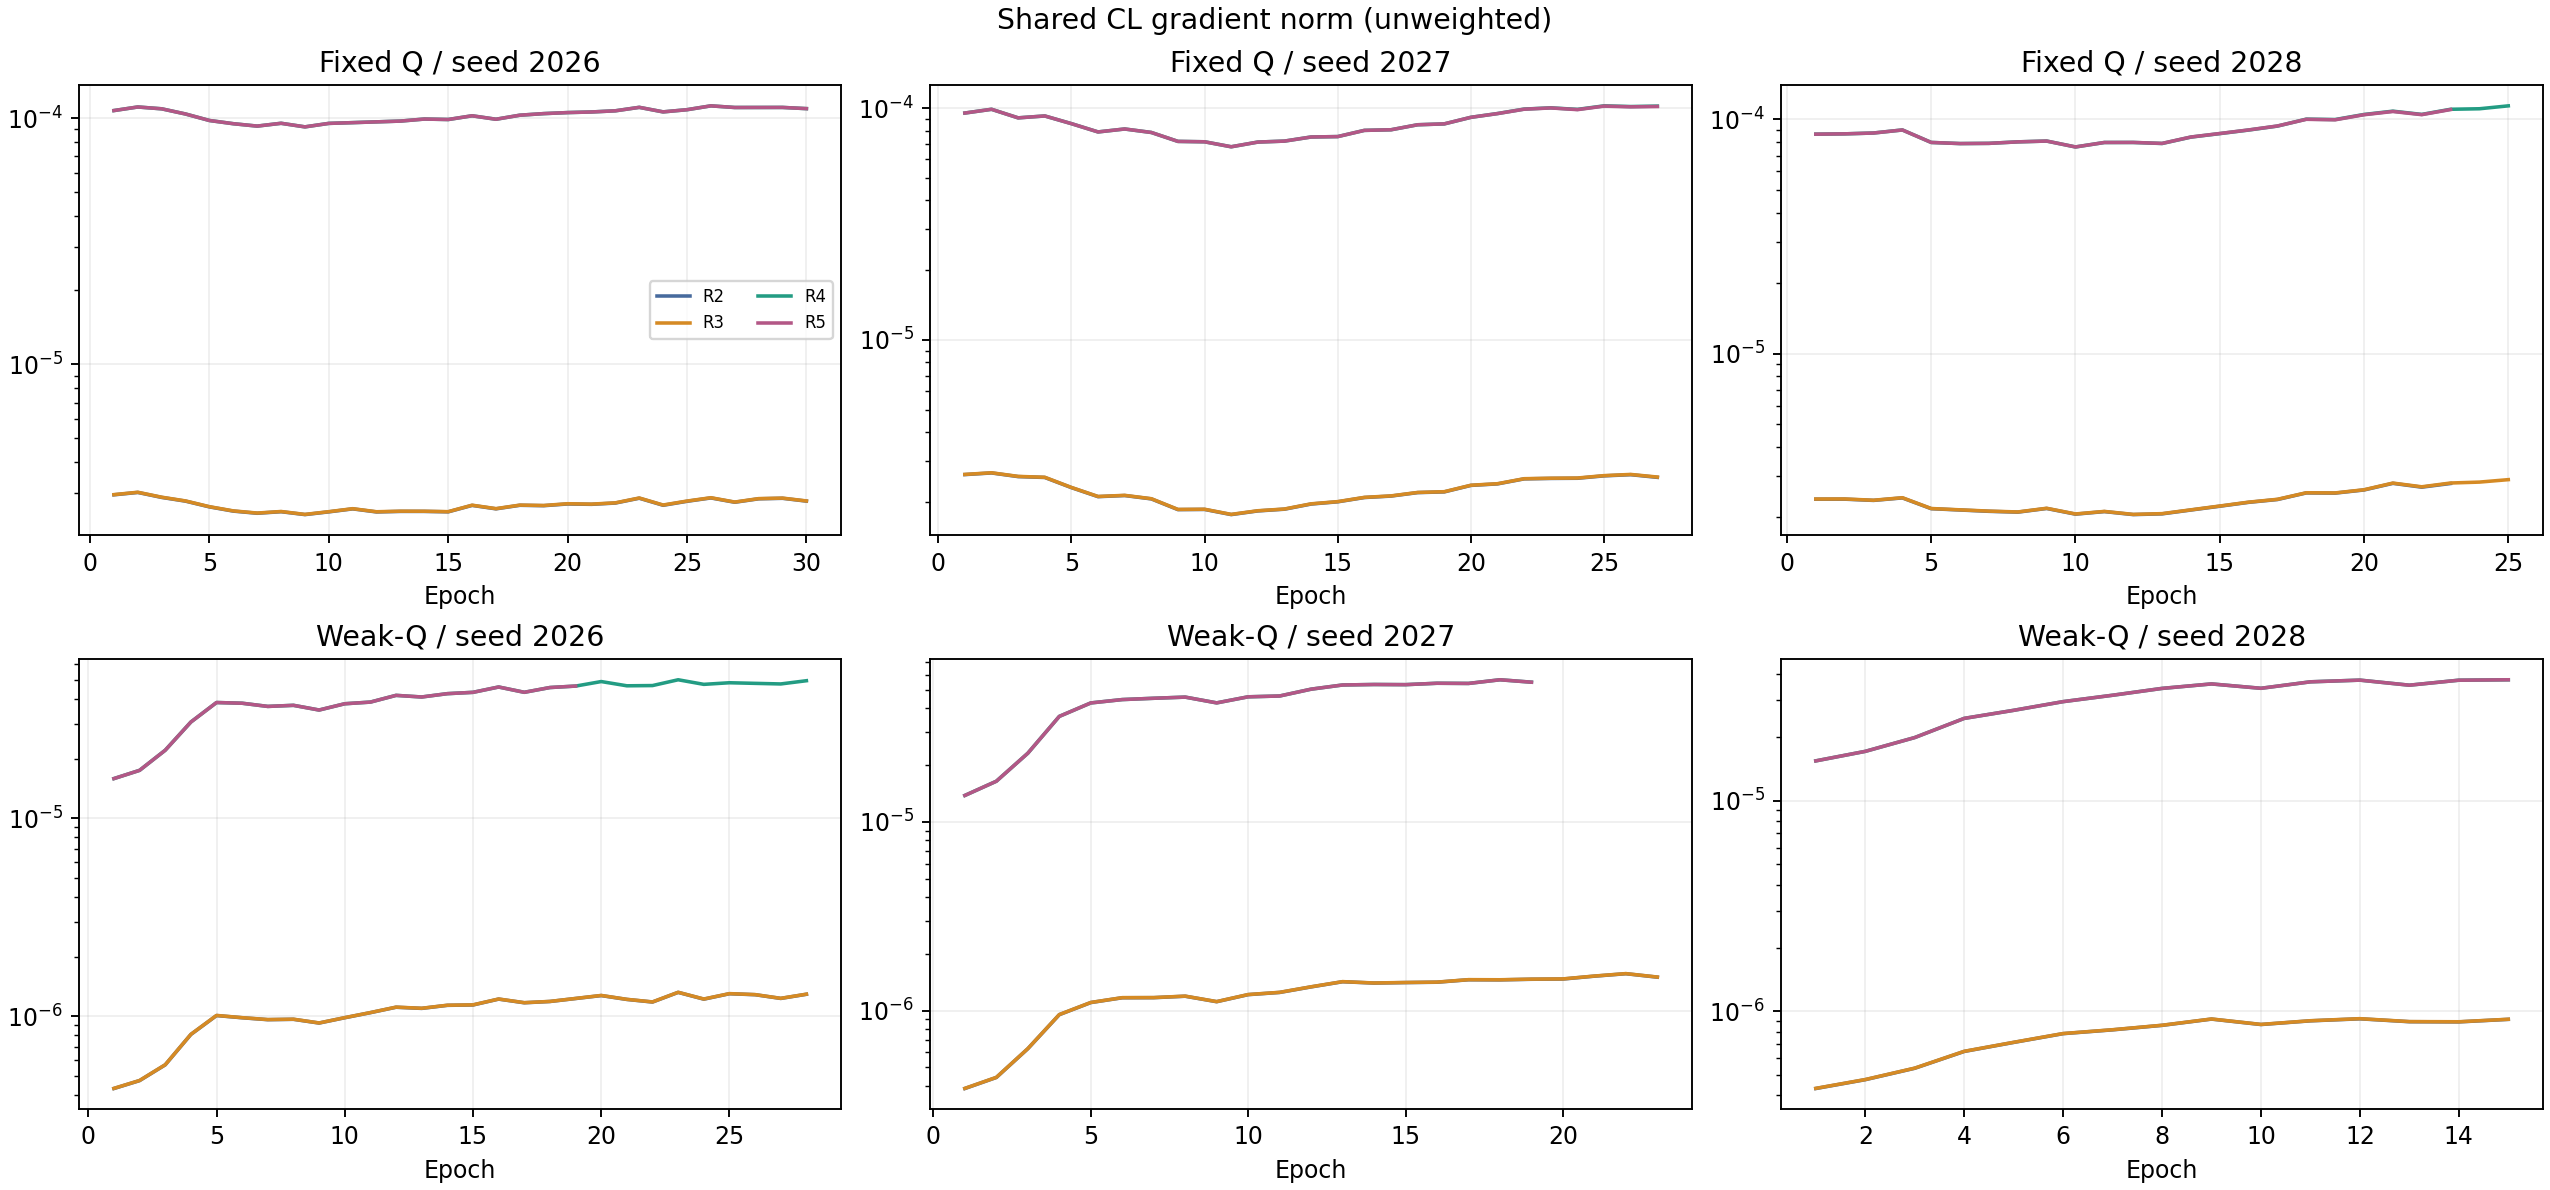 Shared CL gradient norm (unweighted)
Fixed Q / seed 2026
10⁻⁴
10⁻⁵
R2 R4
R3 R5
0 5 10 15 20 25 30
Epoch
Fixed Q / seed 2027
10⁻⁴
10⁻⁵
0 5 10 15 20 25
Epoch
Fixed Q / seed 2028
10⁻⁴
10⁻⁵
0 5 10 15 20 25
Epoch
Weak-Q / seed 2026
10⁻⁵
10⁻⁶
0 5 10 15 20 25
Epoch
Weak-Q / seed 2027
10⁻⁵
10⁻⁶
0 5 10 15 20
Epoch
Weak-Q / seed 2028
10⁻⁵
10⁻⁶
2 4 6 8 10 12 14
Epoch